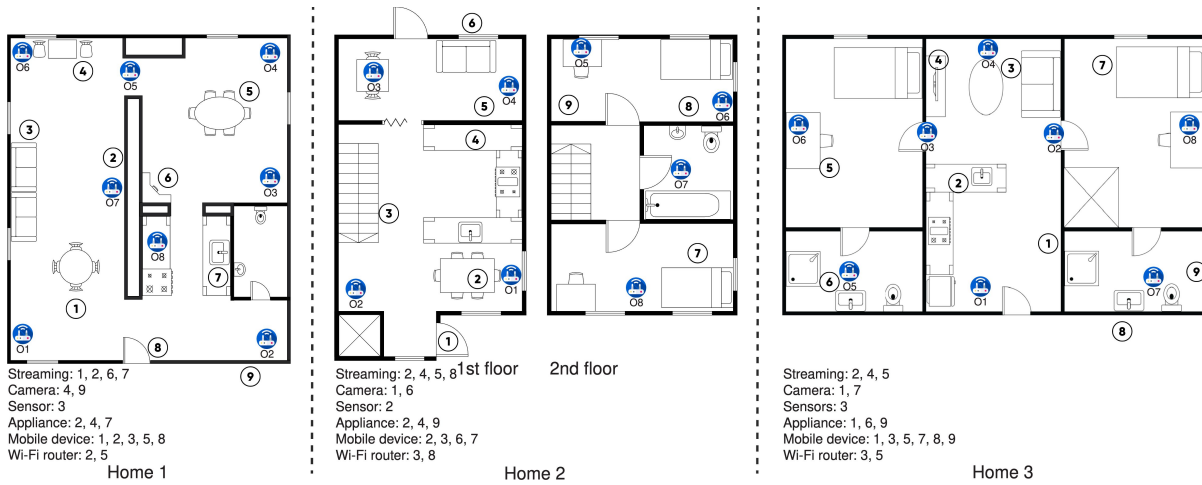 O6
4
O5
O4
5
3
2
6
O7
O3
O8
7
1
O1
8
O2
9
Streaming: 1, 2, 6, 7
Camera: 4, 9
Sensor: 3
Appliance: 2, 4, 7
Mobile device: 1, 2, 3, 5, 8
Wi-Fi router: 2, 5
Home 1
6
O3
O4
5
4
3
2
O1
O2
1
1st floor
O5
9
8
O6
O7
7
O8
2nd floor
Streaming: 2, 4, 5, 8
Camera: 1, 6
Sensor: 2
Appliance: 2, 4, 9
Mobile device: 2, 3, 6, 7
Wi-Fi router: 3, 8
Home 2
4
O4
3
7
O6
O3
O2
O8
5
2
1
6
O5
O1
O7
9
8
Streaming: 2, 4, 5
Camera: 1, 7
Sensors: 3
Appliance: 1, 6, 9
Mobile device: 1, 3, 5, 7, 8, 9
Wi-Fi router: 3, 5
Home 3